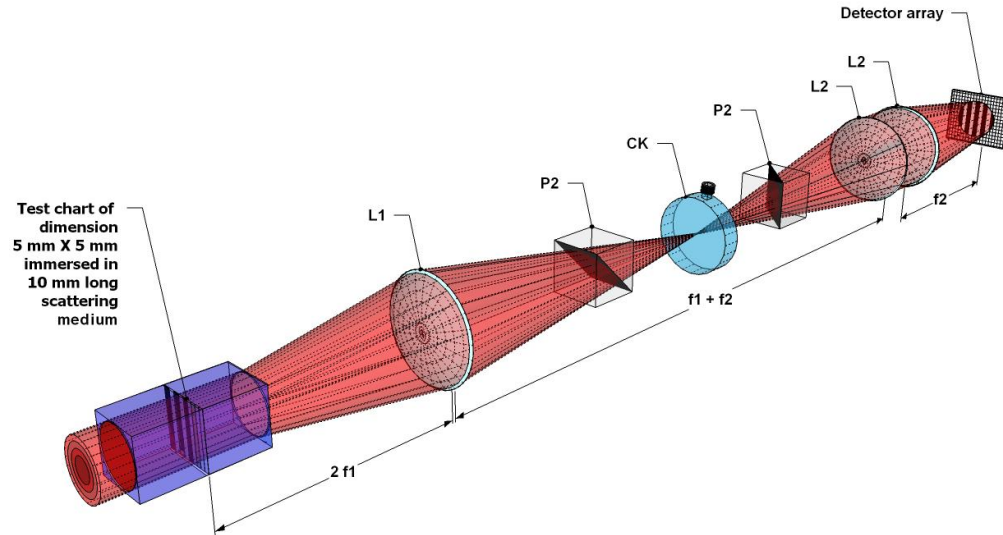 Detector array
L2
L2
P2
CK
P2
L1
Test chart of
dimension
5 mm X 5 mm
immersed in
10 mm long
scattering
medium
f2
f1 + f2
2 f1